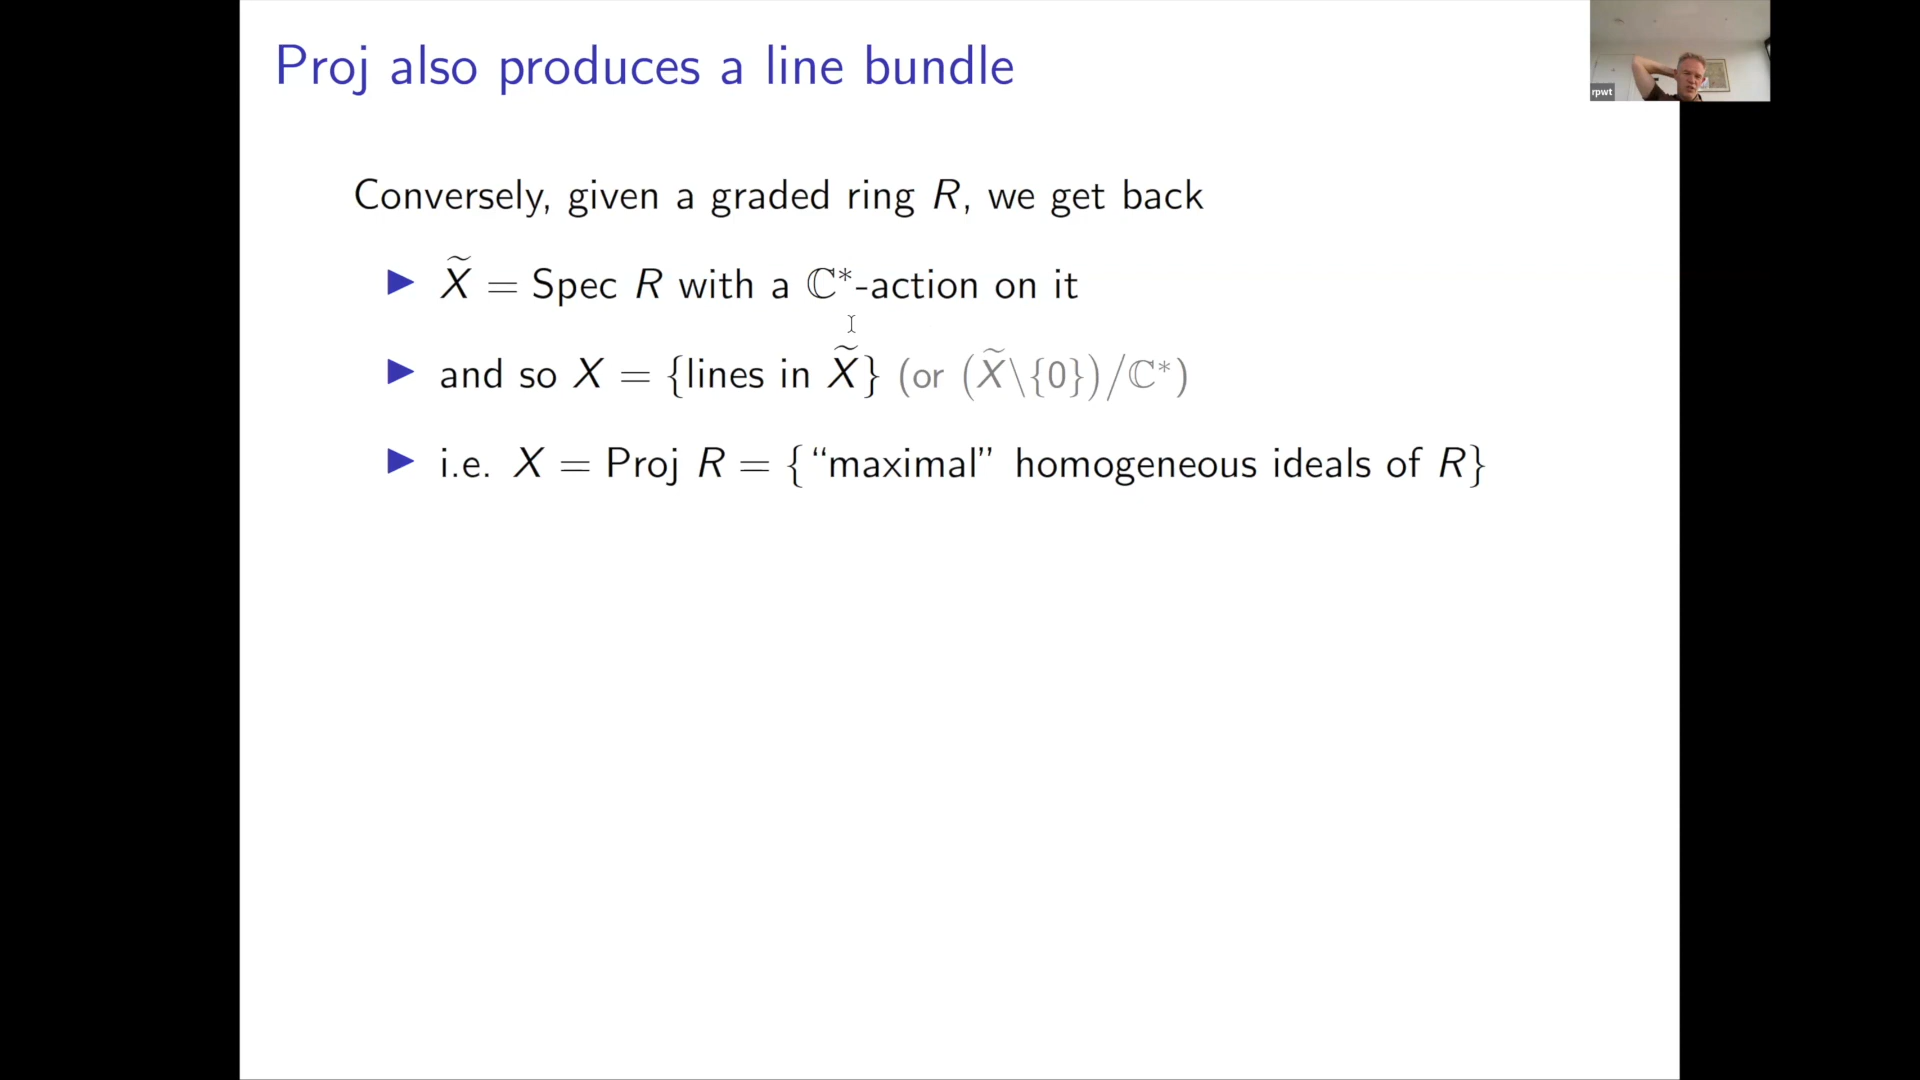 Proj also produces a line bundle
rpwt
Conversely, given a graded ring R, we get back
▶ X̃ = Spec R with a ℂ*-action on it
▶ and so X = {lines in X̃} (or (X̃\{0})/ℂ*)
▶ i.e. X = Proj R = {“maximal” homogeneous ideals of R}